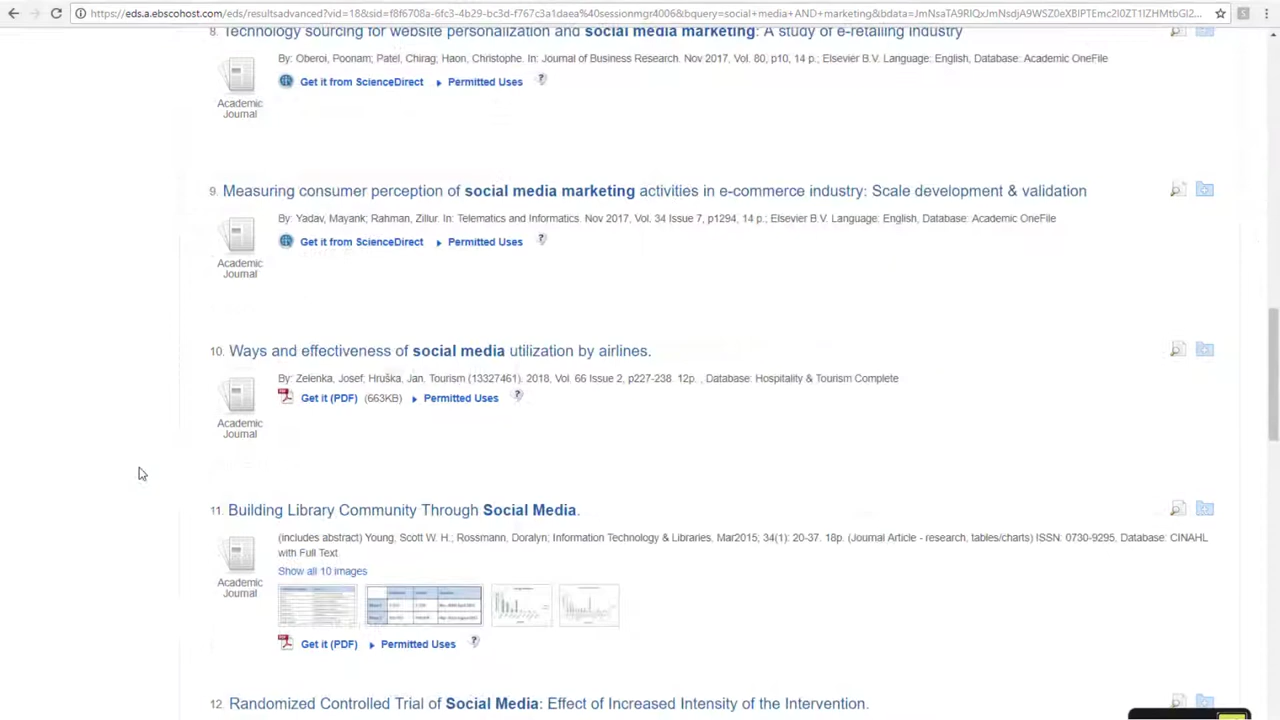 https://eds.a.ebscohost.com/eds/resultsadvanced?vid=18&sid=f8f6708a-6fc3-4b29-bc3d-f767c3a1daea%40sessionmgr4006&bquery=social+media+AND+marketing&bdata=
8. Technology sourcing for website personalization and social media marketing: A study of e-retailing industry
By: Oberoi, Poonam; Patel, Chirag; Haon, Christophe. In: Journal of Business Research. Nov 2017, Vol. 80, p10, 14 p.; Elsevier B.V. Language: English, Database: Academic OneFile
Get it from ScienceDirect Permitted Uses ?
Academic
Journal
9. Measuring consumer perception of social media marketing activities in e-commerce industry: Scale development & validation
By: Yadav, Mayank; Rahman, Zillur. In: Telematics and Informatics. Nov 2017, Vol. 34 Issue 7, p1294, 14 p.; Elsevier B.V. Language: English, Database: Academic OneFile
Get it from ScienceDirect Permitted Uses ?
Academic
Journal
10. Ways and effectiveness of social media utilization by airlines.
By: Zelenka, Josef; Hruška, Jan. Tourism (13327461). 2018, Vol. 66 Issue 2, p227-238. 12p. , Database: Hospitality & Tourism Complete
Get it (PDF) (663KB) Permitted Uses ?
Academic
Journal
11. Building Library Community Through Social Media.
(includes abstract) Young, Scott W. H.; Rossmann, Doralyn; Information Technology & Libraries, Mar2015; 34(1): 20-37. 18p. (Journal Article - research, tables/charts) ISSN: 0730-9295, Database: CINAHL
with Full Text
Show all 10 images
Academic
Journal
Get it (PDF) Permitted Uses ?
12. Randomized Controlled Trial of Social Media: Effect of Increased Intensity of the Intervention.